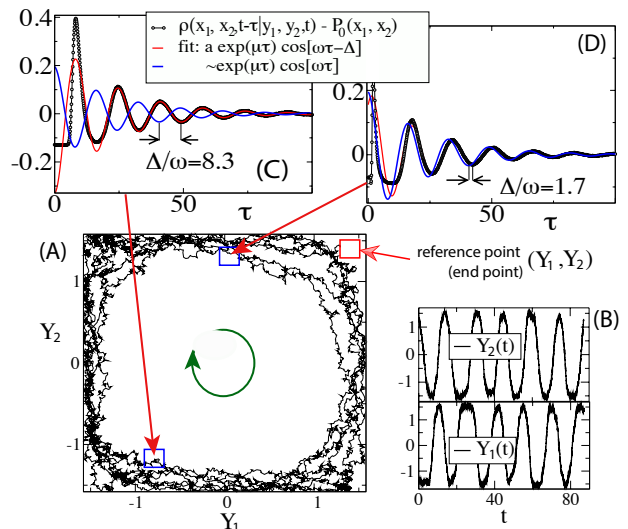 (C)
0.4
0.2
0
-0.2
0
50
τ
Δ/ω=8.3
ρ(x₁, x₂,t-τ|y₁, y₂,t) - P₀(x₁, x₂)
fit: a exp(μτ) cos[ωτ-Δ]
~exp(μτ) cos[ωτ]
(D)
0.2
0
0
50
τ
Δ/ω=1.7
(A)
Y₂
1
0
-1
-1
0
1
Y₁
reference point
(end point) (Y₁ ,Y₂)
(B)
1
0
-1
Y₂(t)
1
0
-1
Y₁(t)
0
40
80
t